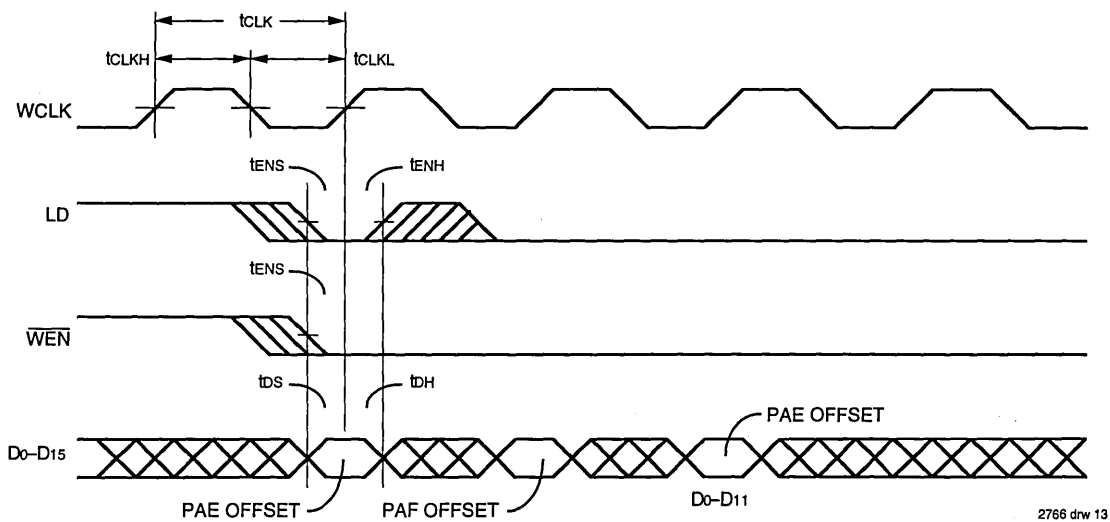 tCLK
tCLKH
tCLKL
WCLK
tENS
tENH
LD
tENS
WEN
tDS
tDH
PAE OFFSET
D0–D15
PAE OFFSET
PAF OFFSET
D0–D11
2766 drw 13